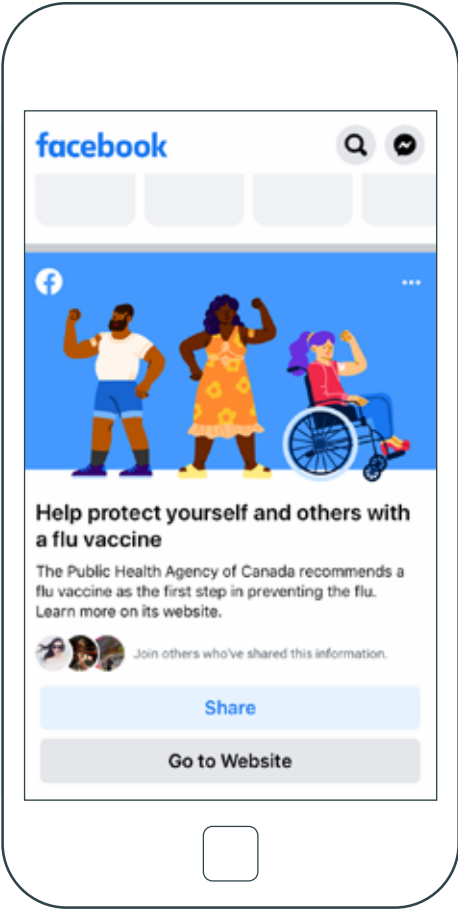 facebook
Help protect yourself and others with
a flu vaccine
The Public Health Agency of Canada recommends a
flu vaccine as the first step in preventing the flu.
Learn more on its website.
Join others who've shared this information.
Share
Go to Website